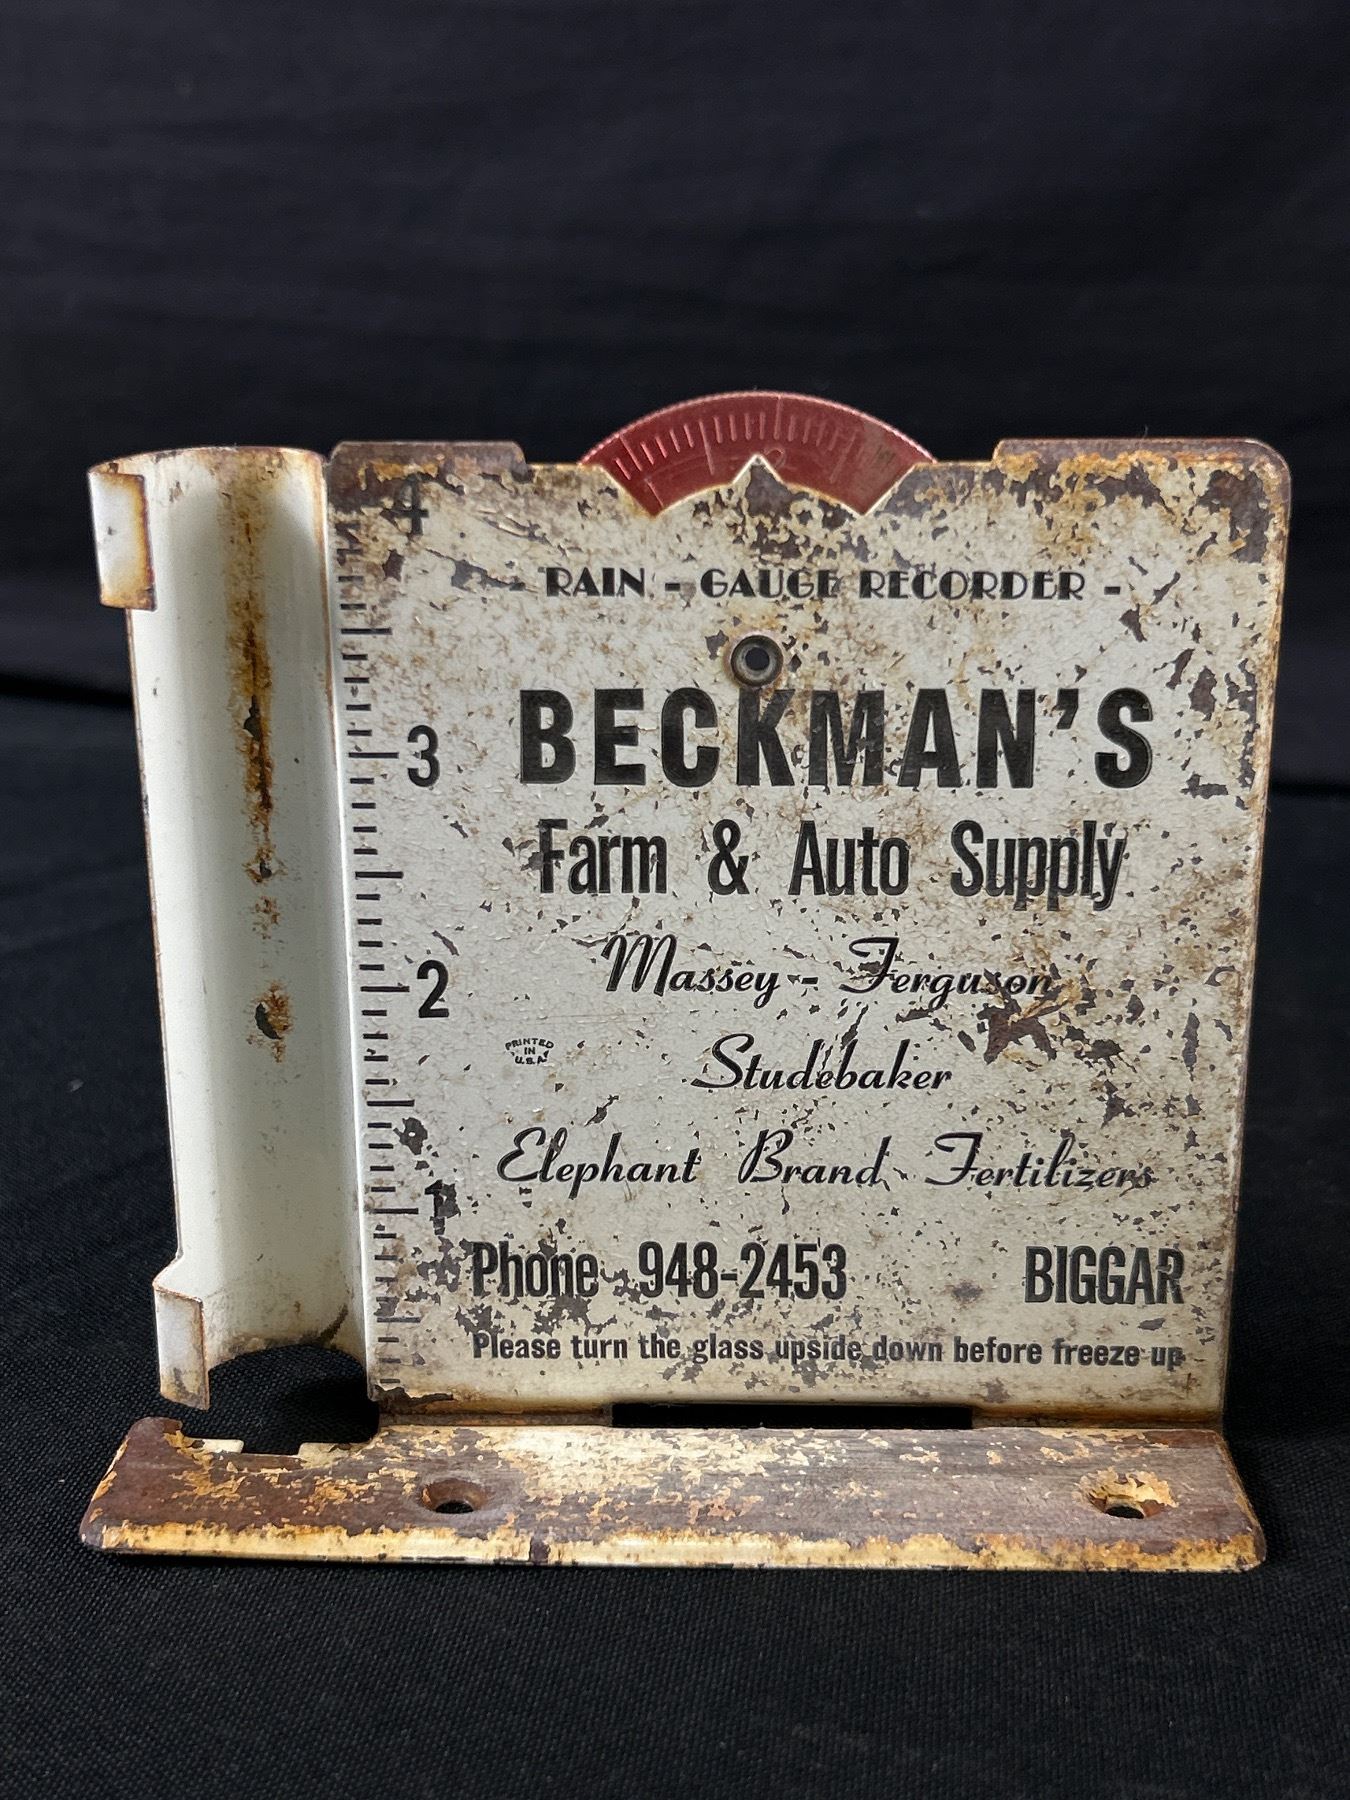 4
- RAIN - GAUGE RECORDER -
BECKMAN'S
3
Farm & Auto Supply
Massey - Ferguson
2
PRINTED
IN
U.S.A.
Studebaker
Elephant Brand Fertilizers
1
Phone 948-2453 BIGGAR
Please turn the glass upside down before freeze up